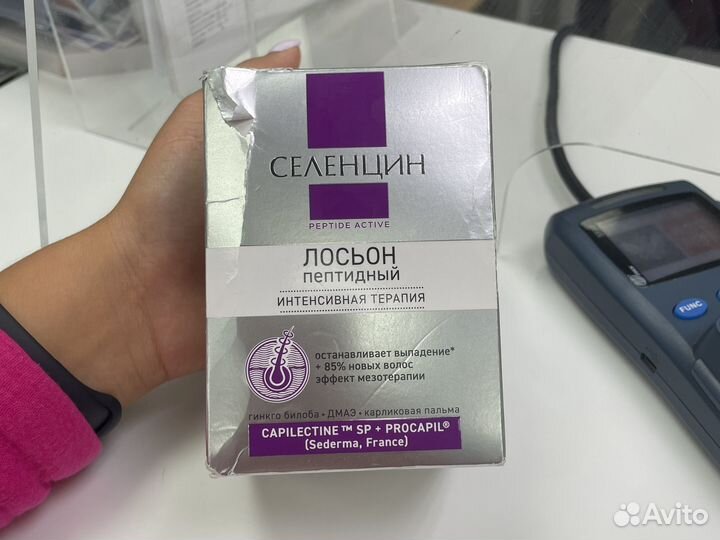 СЕЛЕНЦИН
PEPTIDE ACTIVE
ЛОСЬОН
пептидный
ИНТЕНСИВНАЯ ТЕРАПИЯ
останавливает выпадение*
+ 85% новых волос
эффект мезотерапии
гинкго билоба • ДМАЭ • карликовая пальма
CAPILECTINE™ SP + PROCAPIL®
(Sederma, France)
FUNC
Avito